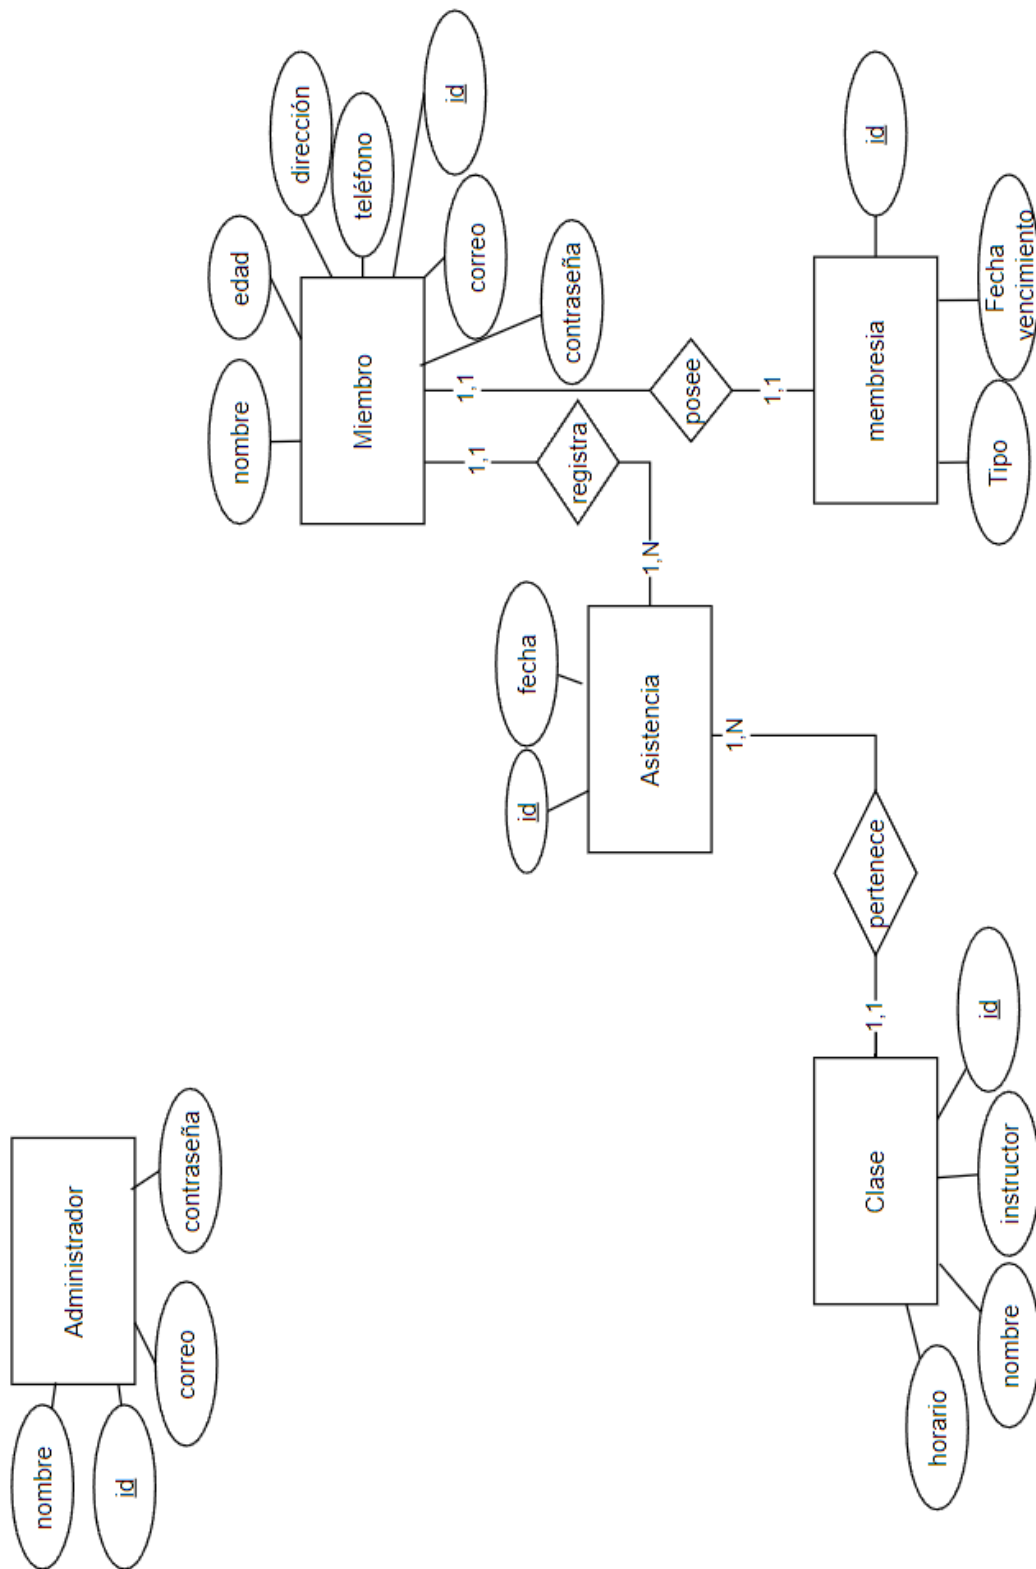 nombre
id
Administrador
correo
contraseña
nombre
edad
dirección
teléfono
id
correo
contraseña
Miembro
1,1
1,1
registra
posee
1,N
1,1
fecha
id
Asistencia
1,N
pertenece
1,1
membresia
id
Fecha
vencimiento
Tipo
Clase
horario
nombre
instructor
id